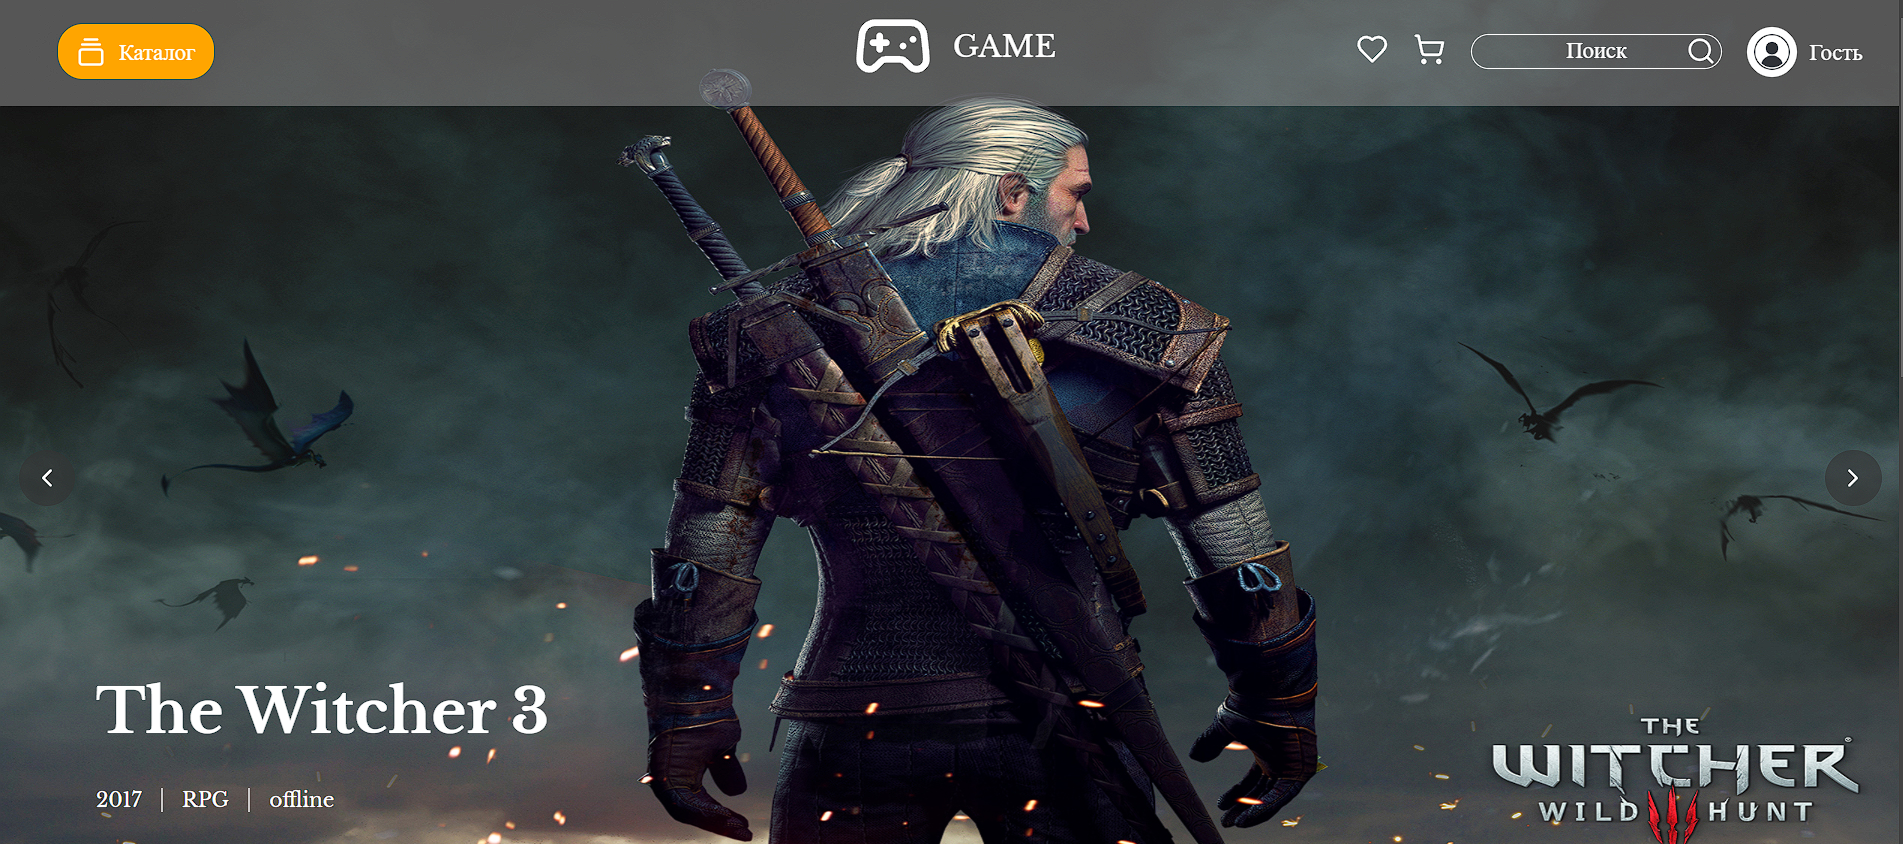 Каталог
GAME
Поиск
Гость
The Witcher 3
2017 | RPG | offline
THE
WITCHER®
WILD HUNT